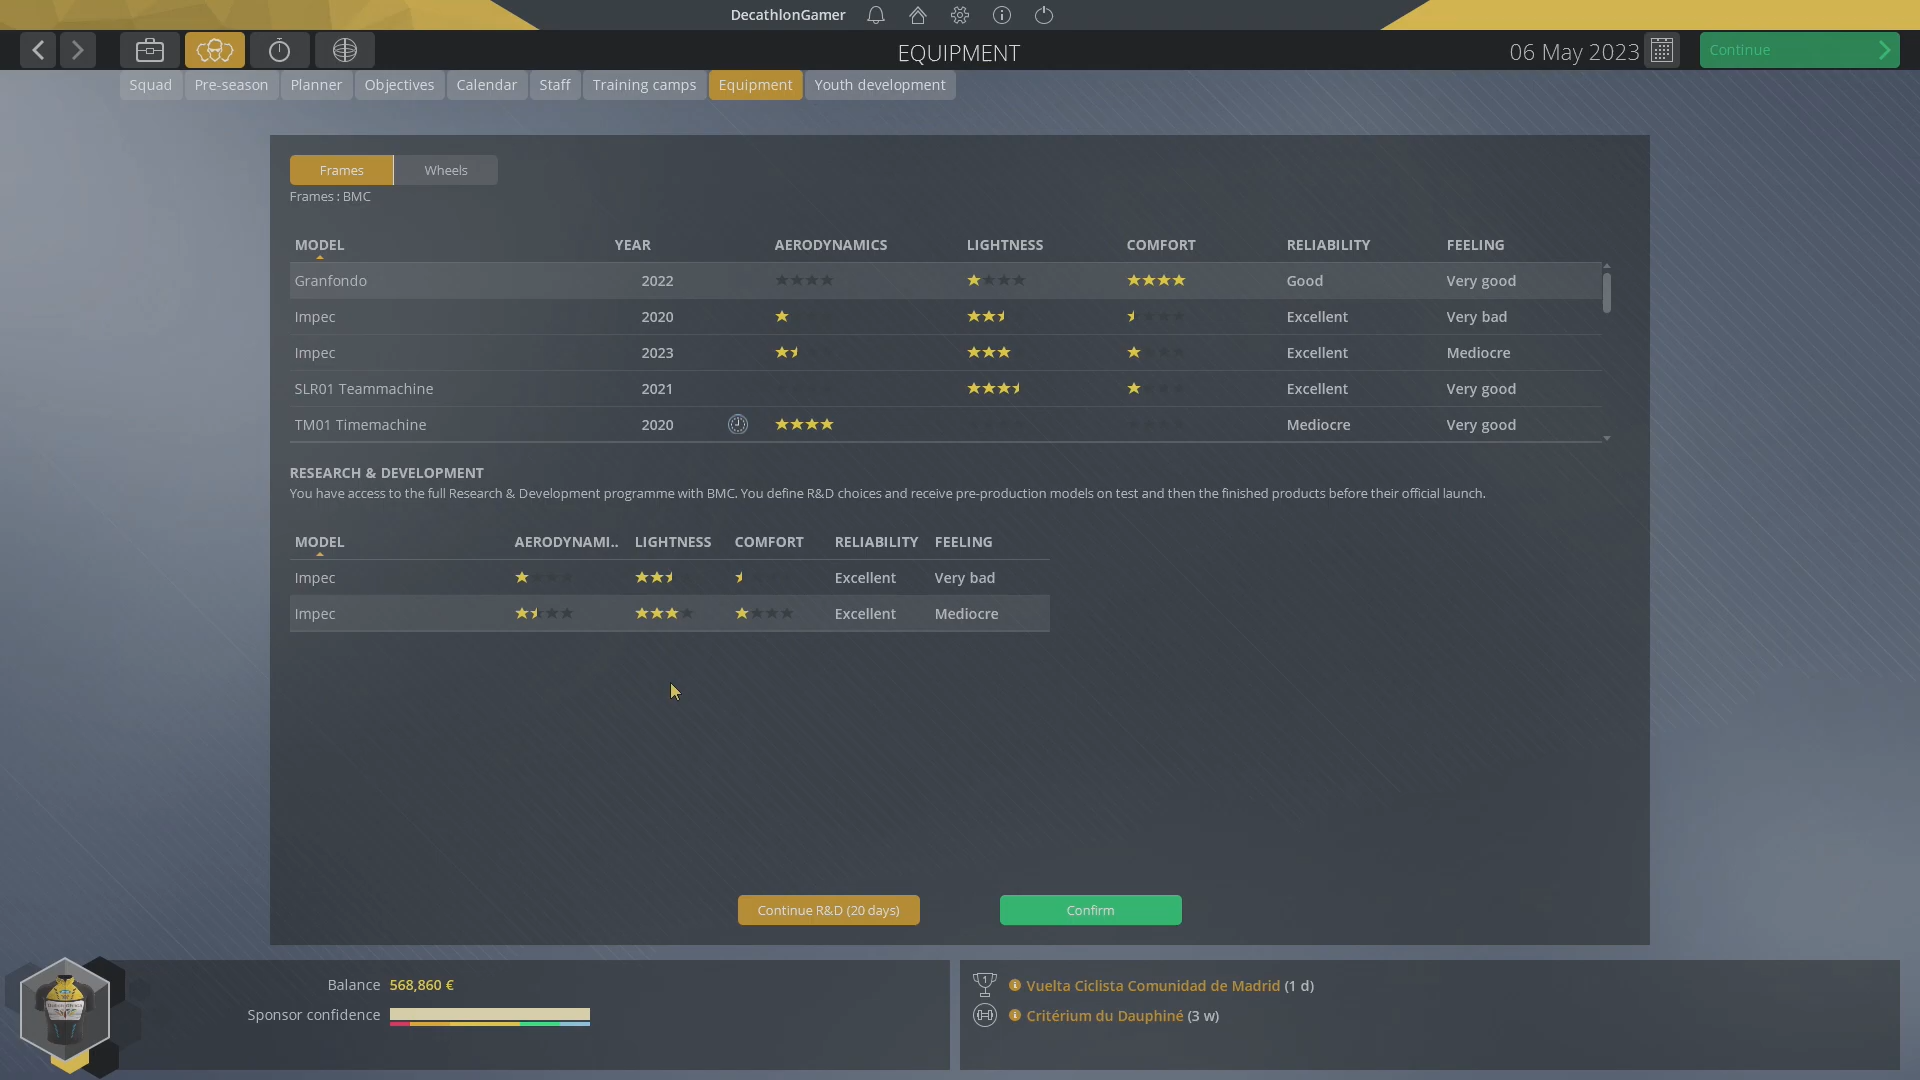 DecathlonGamer
EQUIPMENT
06 May 2023
Continue
Squad
Pre-season
Planner
Objectives
Calendar
Staff
Training camps
Equipment
Youth development
Frames
Wheels
Frames : BMC
MODEL YEAR AERODYNAMICS LIGHTNESS COMFORT RELIABILITY FEELING
Granfondo 2022 Good Very good
Impec 2020 Excellent Very bad
Impec 2023 Excellent Mediocre
SLR01 Teammachine 2021 Excellent Very good
TM01 Timemachine 2020 Mediocre Very good
RESEARCH & DEVELOPMENT
You have access to the full Research & Development programme with BMC. You define R&D choices and receive pre-production models on test and then the finished products before their official launch.
MODEL AERODYNAMI.. LIGHTNESS COMFORT RELIABILITY FEELING
Impec Excellent Very bad
Impec Excellent Mediocre
Continue R&D (20 days)
Confirm
Balance 568,860 €
Sponsor confidence
1 Vuelta Ciclista Comunidad de Madrid (1 d)
Critérium du Dauphiné (3 w)